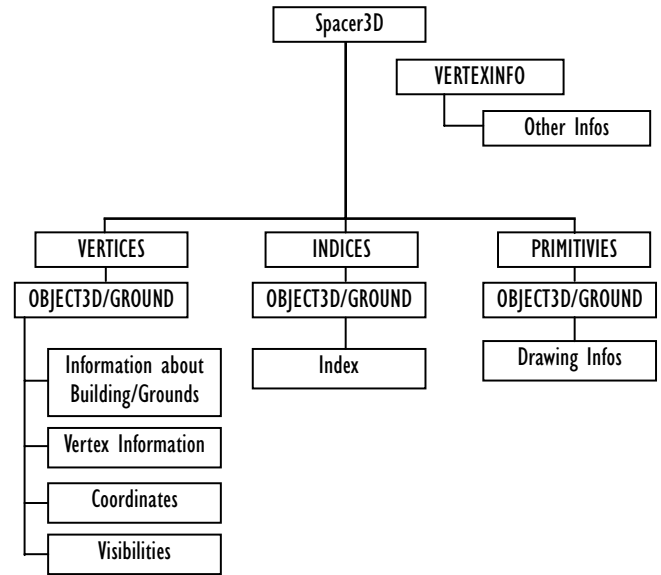 Spacer3D
VERTEXINFO
Other Infos
VERTICES
INDICES
PRIMITIVIES
OBJECT3D/GROUND
OBJECT3D/GROUND
OBJECT3D/GROUND
Information about
Building/Grounds
Index
Drawing Infos
Vertex Information
Coordinates
Visibilities